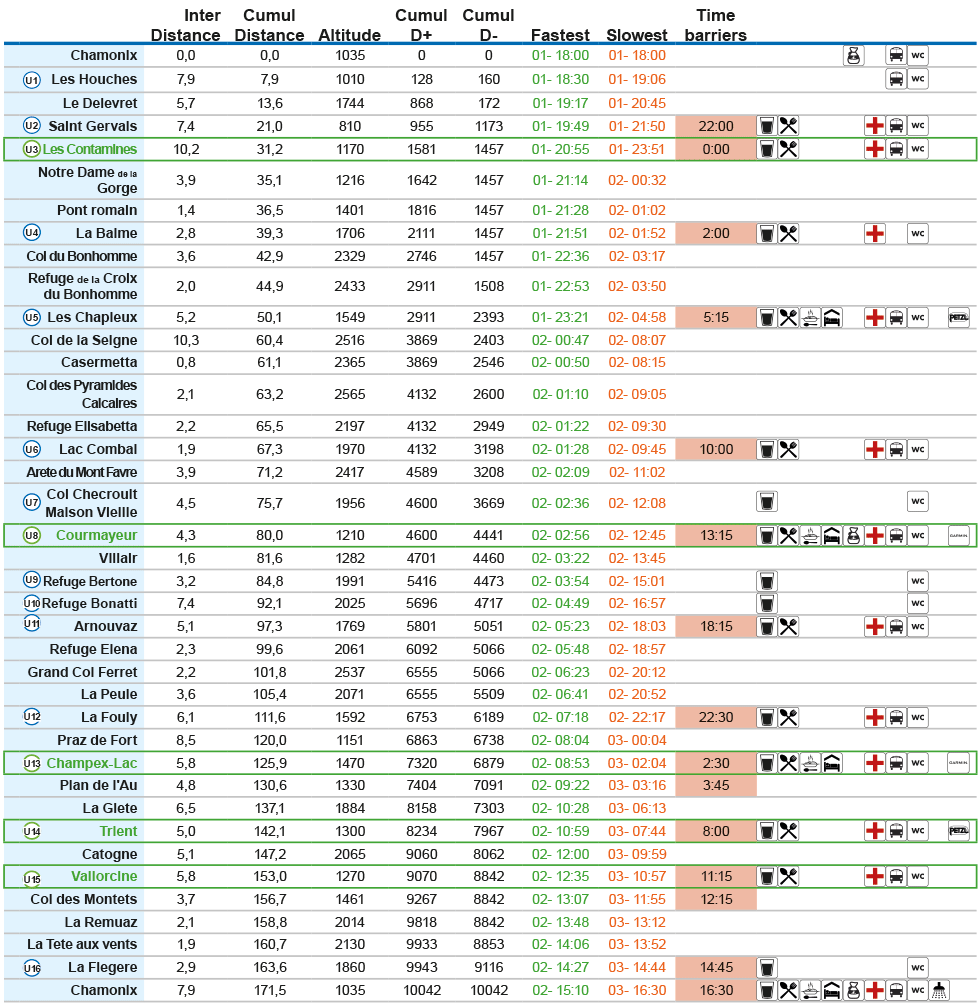 Inter Distance Cumul Distance Altitude Cumul D+ Cumul D- Fastest Slowest Time barriers
Chamonix 0,0 0,0 1035 0 0 01- 18:00 01- 18:00 WC
U1 Les Houches 7,9 7,9 1010 128 160 01- 18:30 01- 19:06 WC
Le Delevret 5,7 13,6 1744 868 172 01- 19:17 01- 20:45
U2 Saint Gervais 7,4 21,0 810 955 1173 01- 19:49 01- 21:50 22:00 WC
U3 Les Contamines 10,2 31,2 1170 1581 1457 01- 20:55 01- 23:51 0:00 WC
Notre Dame de la Gorge 3,9 35,1 1216 1642 1457 01- 21:14 02- 00:32
Pont romain 1,4 36,5 1401 1816 1457 01- 21:28 02- 01:02
U4 La Balme 2,8 39,3 1706 2111 1457 01- 21:51 02- 01:52 2:00 WC
Col du Bonhomme 3,6 42,9 2329 2746 1457 01- 22:36 02- 03:17
Refuge de la Croix du Bonhomme 2,0 44,9 2433 2911 1508 01- 22:53 02- 03:50
U5 Les Chapieux 5,2 50,1 1549 2911 2393 01- 23:21 02- 04:58 5:15 WC PETZL
Col de la Seigne 10,3 60,4 2516 3869 2403 02- 00:47 02- 08:07
Casermetta 0,8 61,1 2365 3869 2546 02- 00:50 02- 08:15
Col des Pyramides Calcaires 2,1 63,2 2565 4132 2600 02- 01:10 02- 09:05
Refuge Elisabetta 2,2 65,5 2197 4132 2949 02- 01:22 02- 09:30
U6 Lac Combal 1,9 67,3 1970 4132 3198 02- 01:28 02- 09:45 10:00 WC
Arete du Mont Favre 3,9 71,2 2417 4589 3208 02- 02:09 02- 11:02
U7 Col Checrouit Maison Vieille 4,5 75,7 1956 4600 3669 02- 02:36 02- 12:08 WC
U8 Courmayeur 4,3 80,0 1210 4600 4441 02- 02:56 02- 12:45 13:15 WC GARMIN
Villair 1,6 81,6 1282 4701 4460 02- 03:22 02- 13:45
U9 Refuge Bertone 3,2 84,8 1991 5416 4473 02- 03:54 02- 15:01 WC
U10 Refuge Bonatti 7,4 92,1 2025 5696 4717 02- 04:49 02- 16:57 WC
U11 Arnouvaz 5,1 97,3 1769 5801 5051 02- 05:23 02- 18:03 18:15 WC
Refuge Elena 2,3 99,6 2061 6092 5066 02- 05:48 02- 18:57
Grand Col Ferret 2,2 101,8 2537 6555 5066 02- 06:23 02- 20:12
La Peule 3,6 105,4 2071 6555 5509 02- 06:41 02- 20:52
U12 La Fouly 6,1 111,6 1592 6753 6189 02- 07:18 02- 22:17 22:30 WC
Praz de Fort 8,5 120,0 1151 6863 6738 02- 08:04 03- 00:04
U13 Champex-Lac 5,8 125,9 1470 7320 6879 02- 08:53 03- 02:04 2:30 WC GARMIN
Plan de l'Au 4,8 130,6 1330 7404 7091 02- 09:22 03- 03:16 3:45
La Giete 6,5 137,1 1884 8158 7303 02- 10:28 03- 06:13
U14 Trient 5,0 142,1 1300 8234 7967 02- 10:59 03- 07:44 8:00 WC PETZL
Catogne 5,1 147,2 2065 9060 8062 02- 12:00 03- 09:59
U15 Vallorcine 5,8 153,0 1270 9070 8842 02- 12:35 03- 10:57 11:15 WC
Col des Montets 3,7 156,7 1461 9267 8842 02- 13:07 03- 11:55 12:15
La Remuaz 2,1 158,8 2014 9818 8842 02- 13:48 03- 13:12
La Tete aux vents 1,9 160,7 2130 9933 8853 02- 14:06 03- 13:52
U16 La Flegere 2,9 163,6 1860 9943 9116 02- 14:27 03- 14:44 14:45 WC
Chamonix 7,9 171,5 1035 10042 10042 02- 15:10 03- 16:30 16:30 WC